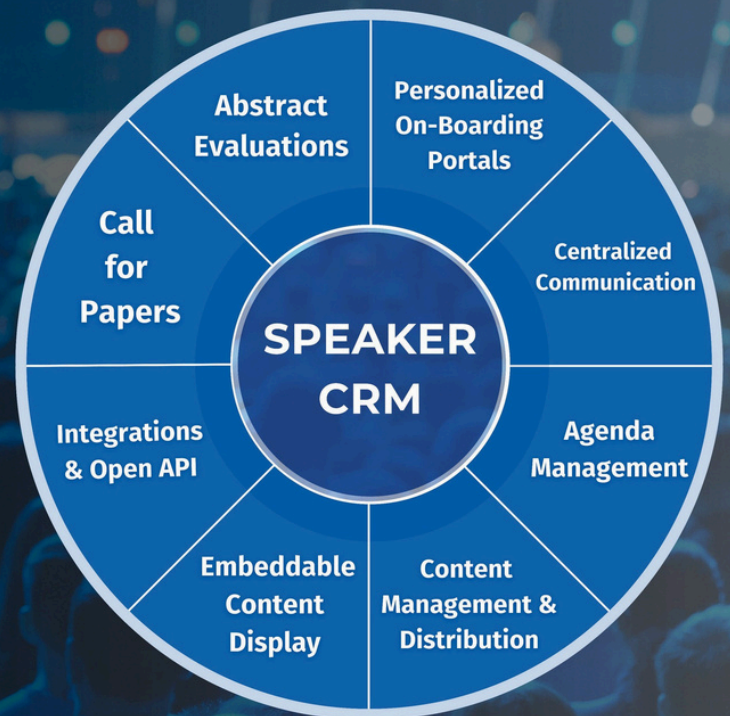 Abstract
Evaluations
Personalized
On-Boarding
Portals
Centralized
Communication
Agenda
Management
Content
Management &
Distribution
Embeddable
Content
Display
Integrations
& Open API
Call
for
Papers
SPEAKER
CRM